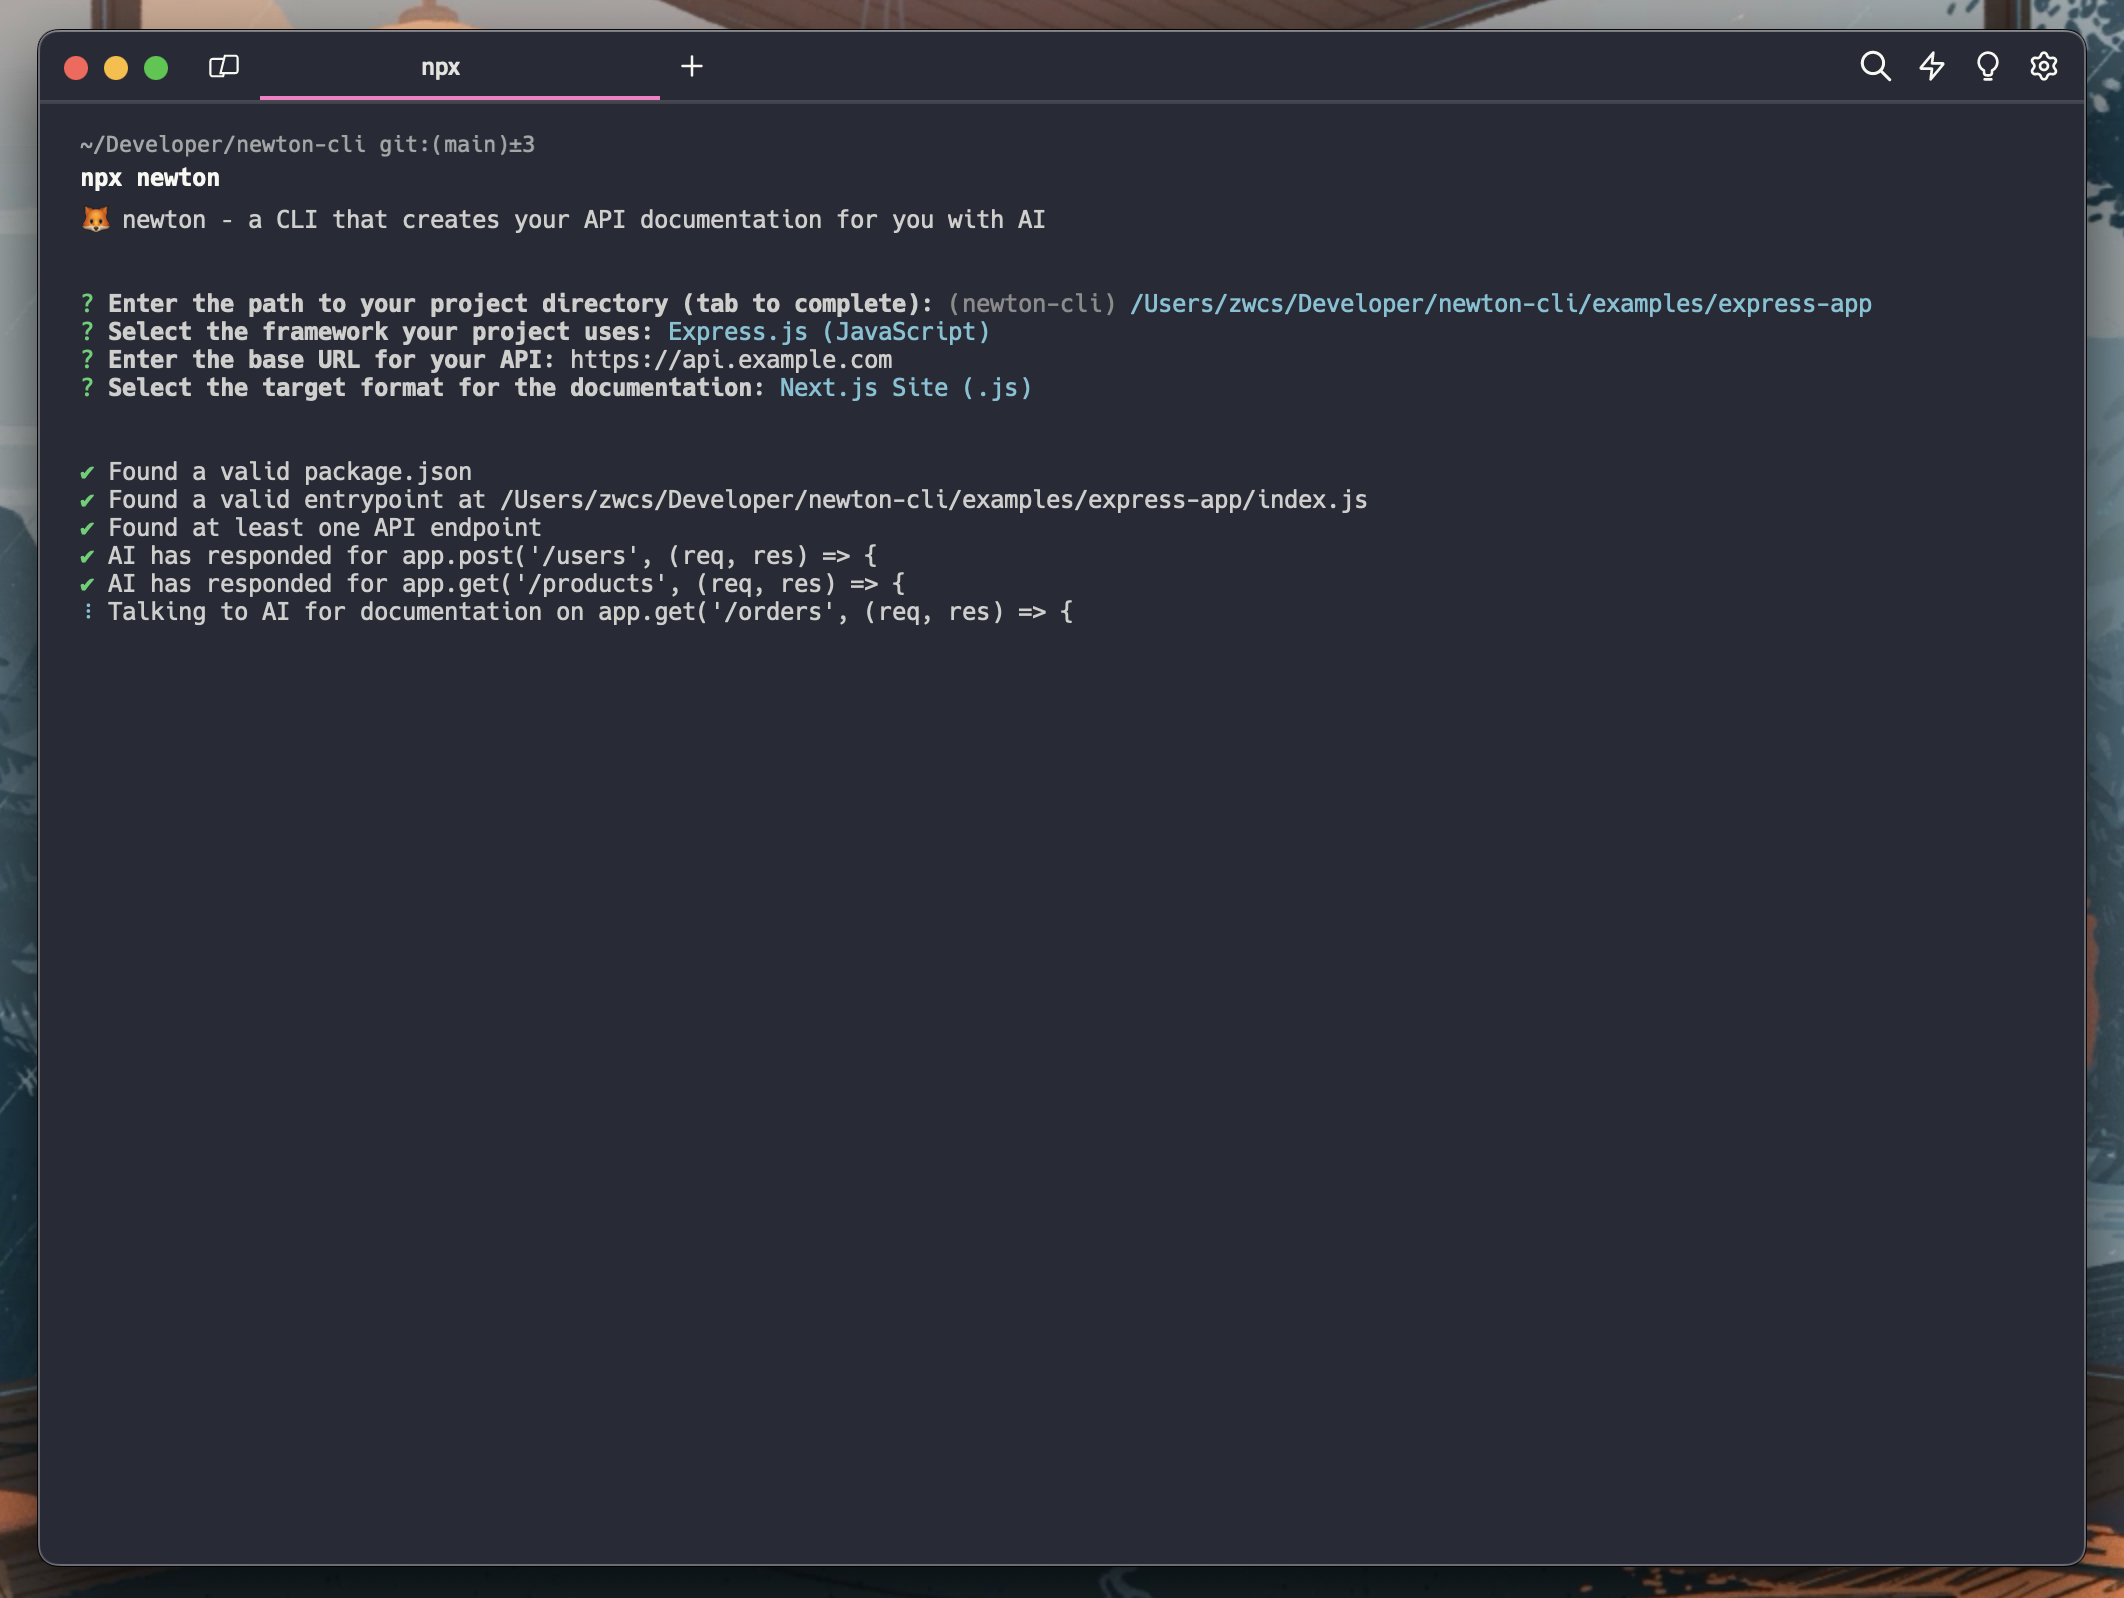 npx
~/Developer/newton-cli git:(main)±3
npx newton
🦊 newton - a CLI that creates your API documentation for you with AI
? Enter the path to your project directory (tab to complete): (newton-cli) /Users/zwcs/Developer/newton-cli/examples/express-app
? Select the framework your project uses: Express.js (JavaScript)
? Enter the base URL for your API: https://api.example.com
? Select the target format for the documentation: Next.js Site (.js)
✔ Found a valid package.json
✔ Found a valid entrypoint at /Users/zwcs/Developer/newton-cli/examples/express-app/index.js
✔ Found at least one API endpoint
✔ AI has responded for app.post('/users', (req, res) => {
✔ AI has responded for app.get('/products', (req, res) => {
⠇ Talking to AI for documentation on app.get('/orders', (req, res) => {